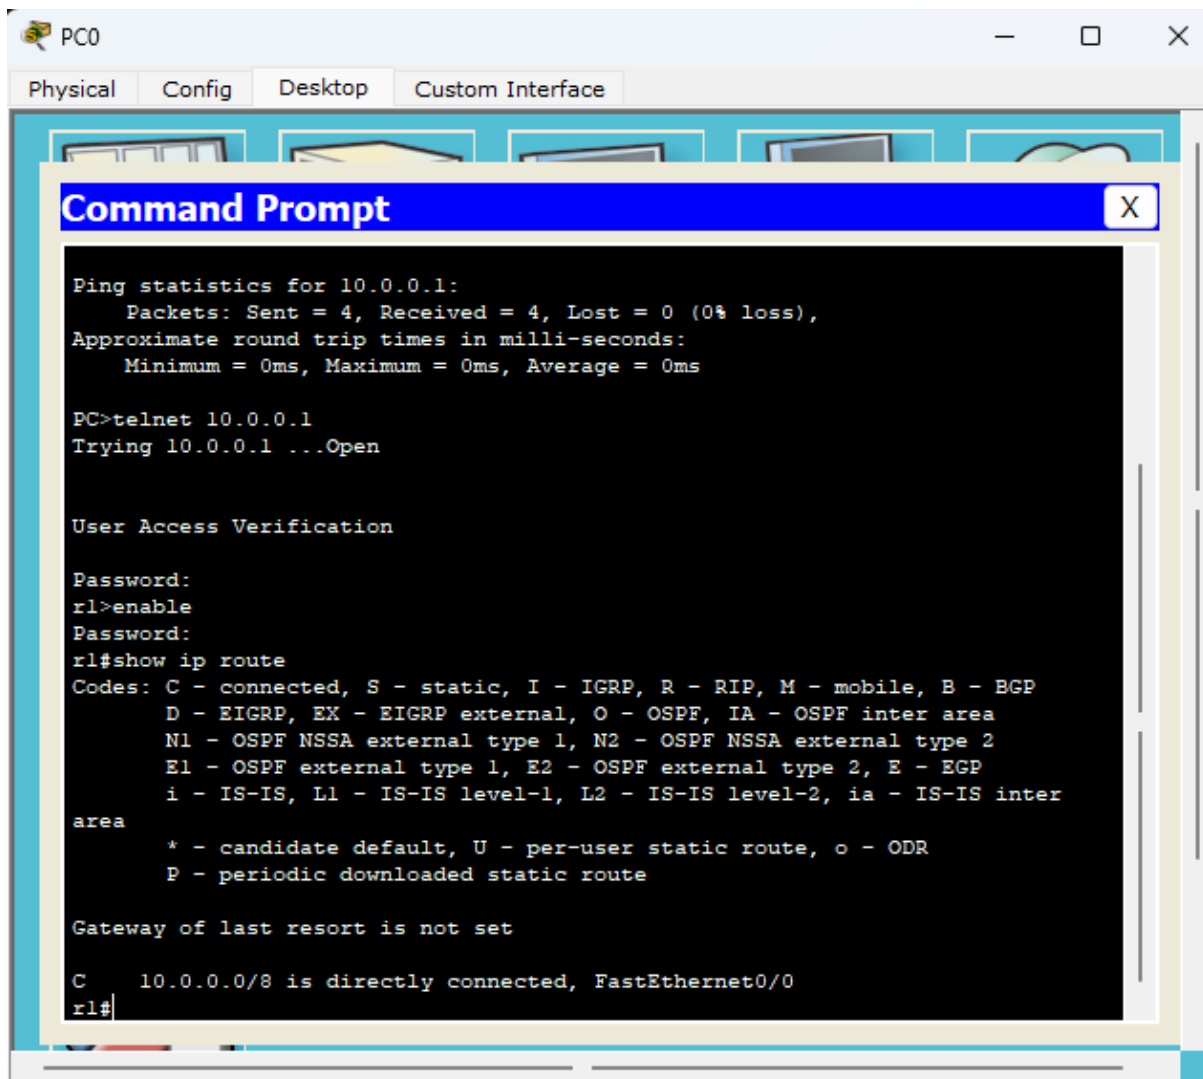 PC0
Physical Config Desktop Custom Interface
Command Prompt
X
Ping statistics for 10.0.0.1:
Packets: Sent = 4, Received = 4, Lost = 0 (0% loss),
Approximate round trip times in milli-seconds:
Minimum = 0ms, Maximum = 0ms, Average = 0ms
PC>telnet 10.0.0.1
Trying 10.0.0.1 ...Open
User Access Verification
Password:
r1>enable
Password:
r1#show ip route
Codes: C - connected, S - static, I - IGRP, R - RIP, M - mobile, B - BGP
D - EIGRP, EX - EIGRP external, O - OSPF, IA - OSPF inter area
N1 - OSPF NSSA external type 1, N2 - OSPF NSSA external type 2
E1 - OSPF external type 1, E2 - OSPF external type 2, E - EGP
i - IS-IS, L1 - IS-IS level-1, L2 - IS-IS level-2, ia - IS-IS inter
area
* - candidate default, U - per-user static route, o - ODR
P - periodic downloaded static route
Gateway of last resort is not set
C 10.0.0.0/8 is directly connected, FastEthernet0/0
r1#